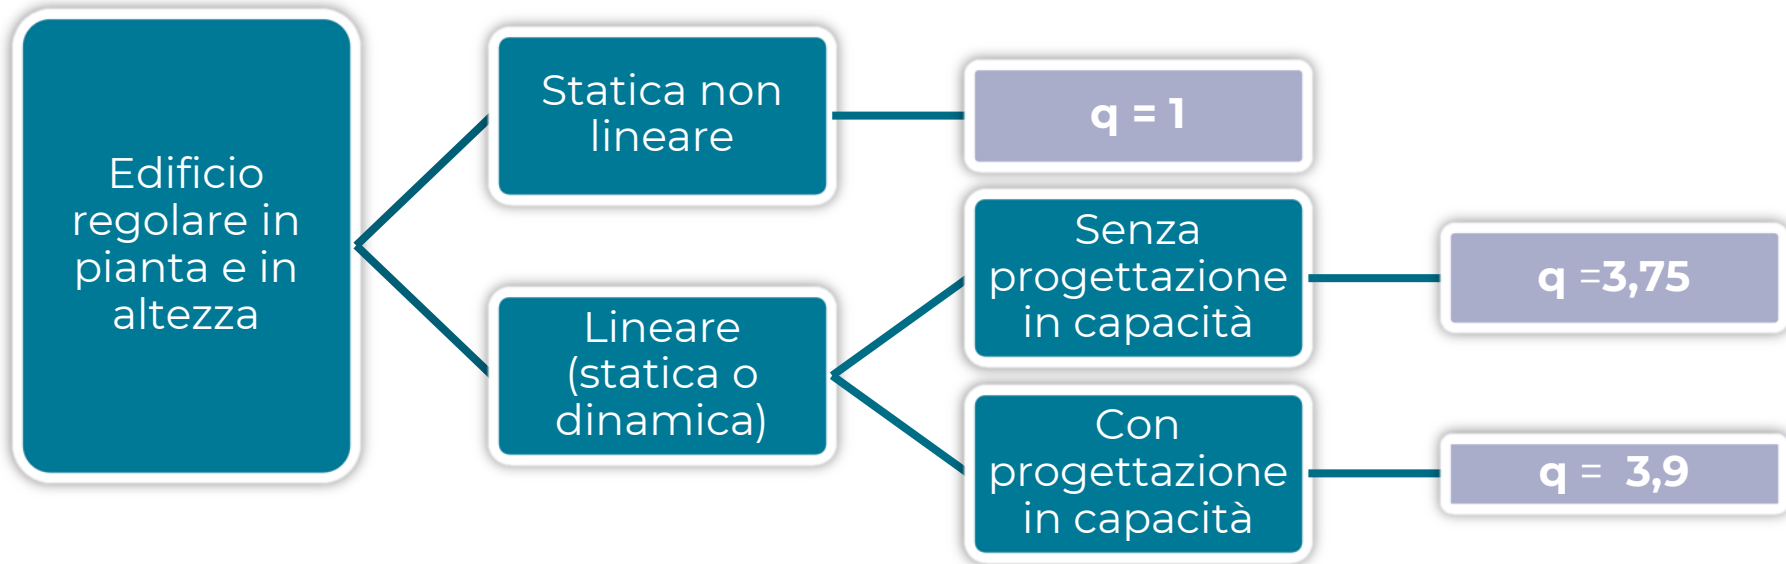 Edificio
regolare in
pianta e in
altezza
Statica non
lineare
q = 1
Lineare
(statica o
dinamica)
Senza
progettazione
in capacità
q =3,75
Con
progettazione
in capacità
q = 3,9